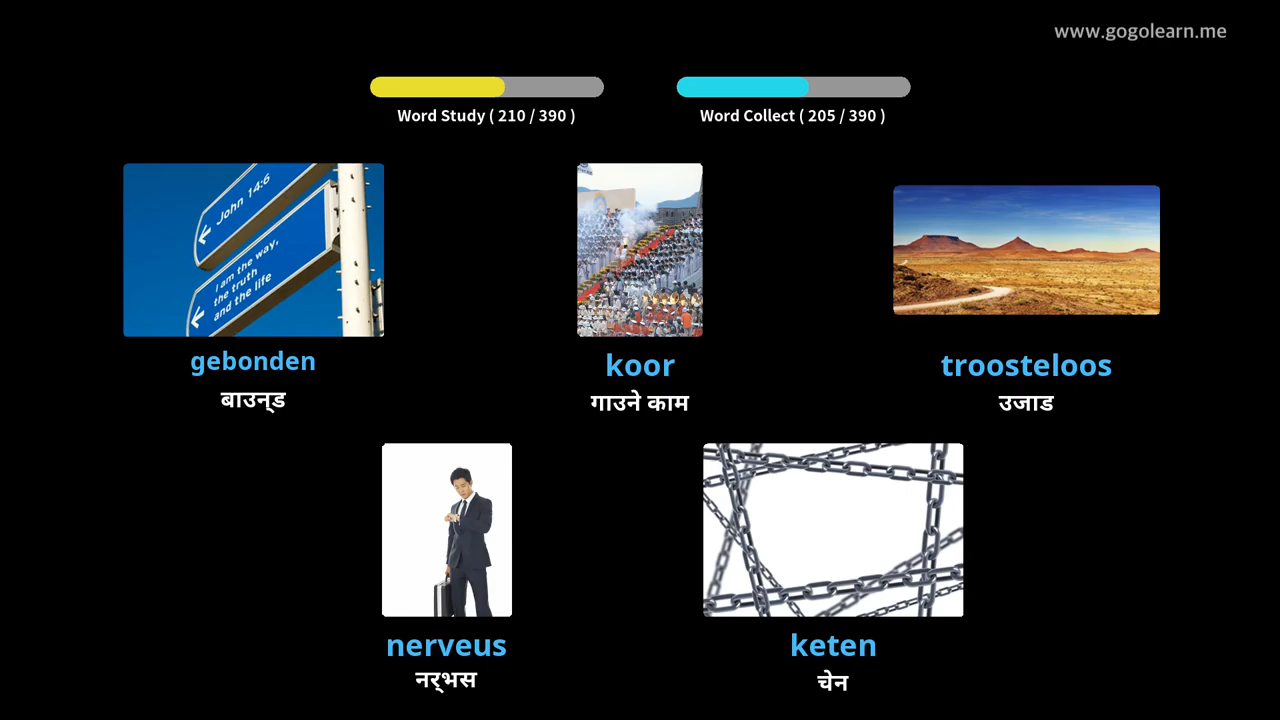 www.gogolearn.me
Word Study ( 210 / 390 )
Word Collect ( 205 / 390 )
John 14:6
I am the way,
the truth
and the life
gebonden
बाउन्ड
koor
गाउने काम
troosteloos
उजाड
nerveus
नर्भस
keten
चेन